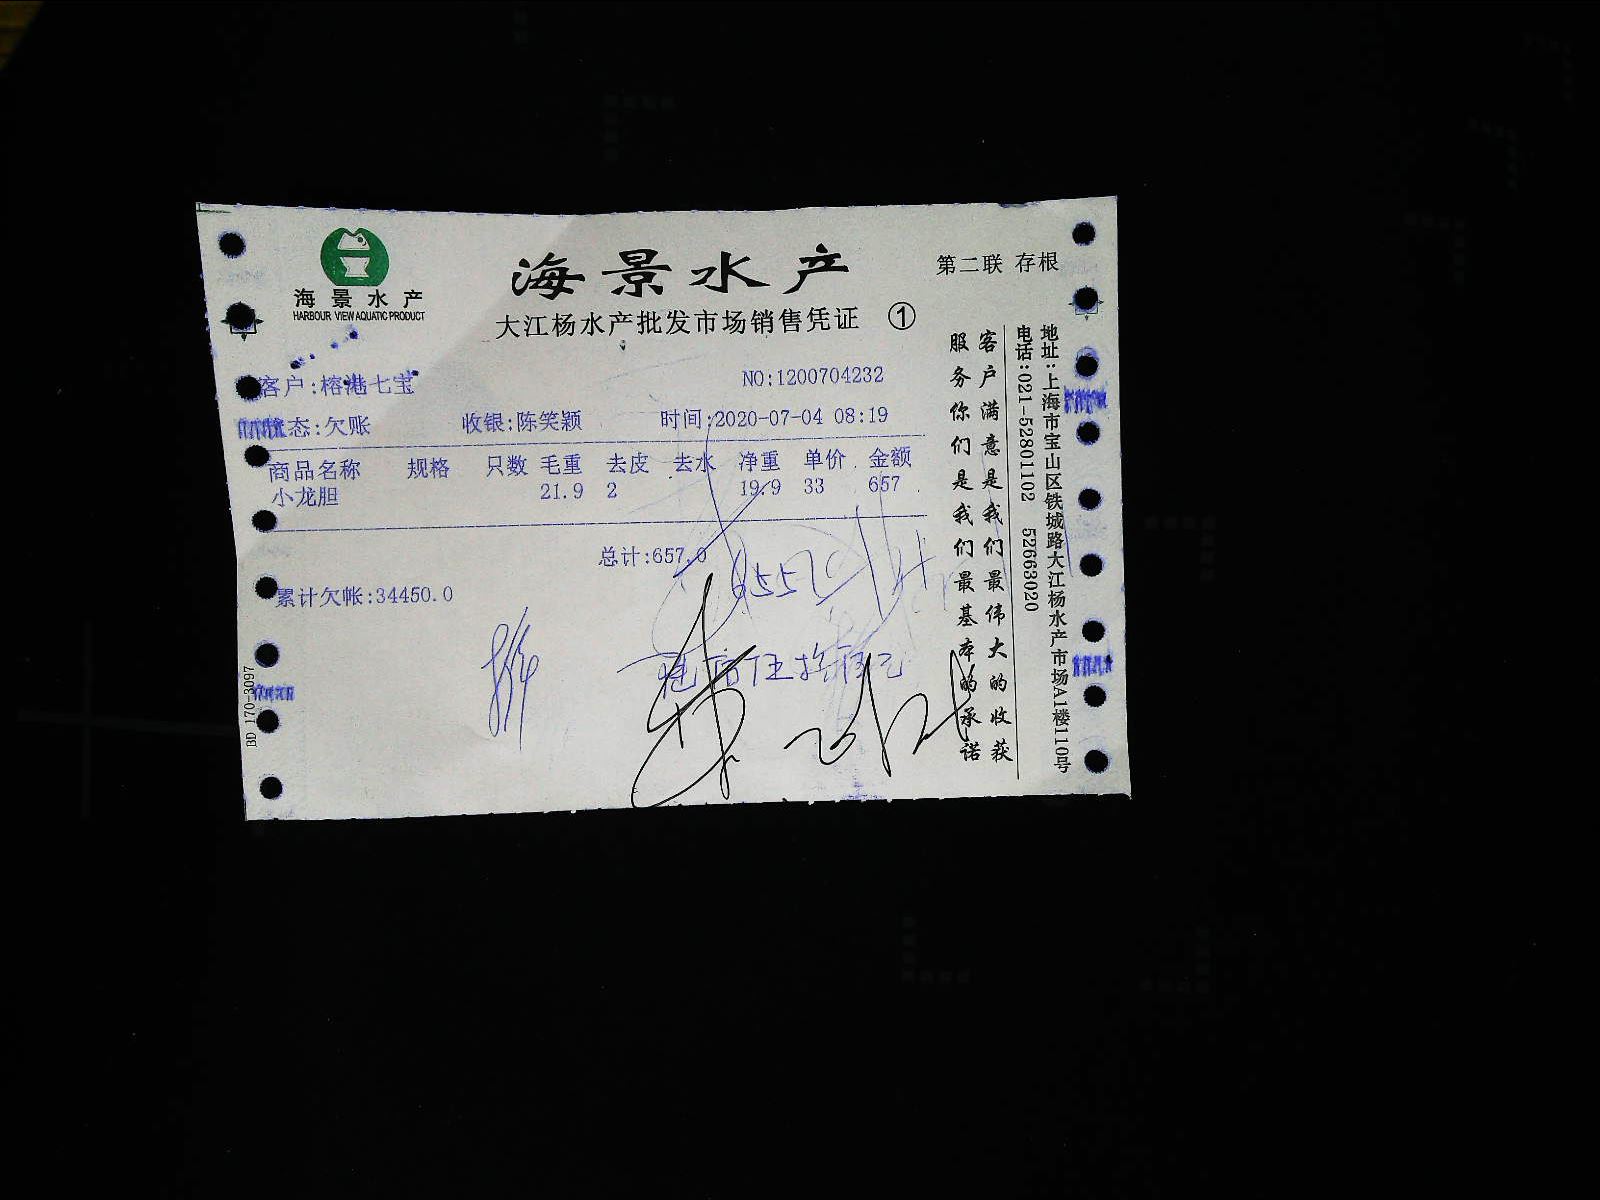 海景水产
HARBOUR VIEW AQUATIC PRODUCT
海景水产
第二联 存根
大江杨水产批发市场销售凭证 ①
客户:榕港七宝 NO:1200704232
态:欠账 收银:陈笑颖 时间:2020-07-04 08:19
商品名称 规格 只数 毛重 去皮 去水 净重 单价 金额
小龙胆 21.9 2 19.9 33 657
总计:657.0
655元
累计欠帐:34450.0
BD 170-3097
客户满意是我们最伟大的收获
服务你们是我们最基本的承诺
地址:上海市宝山区铁城路大江杨水产市场A1楼110号
电话:021-52801102 52663020